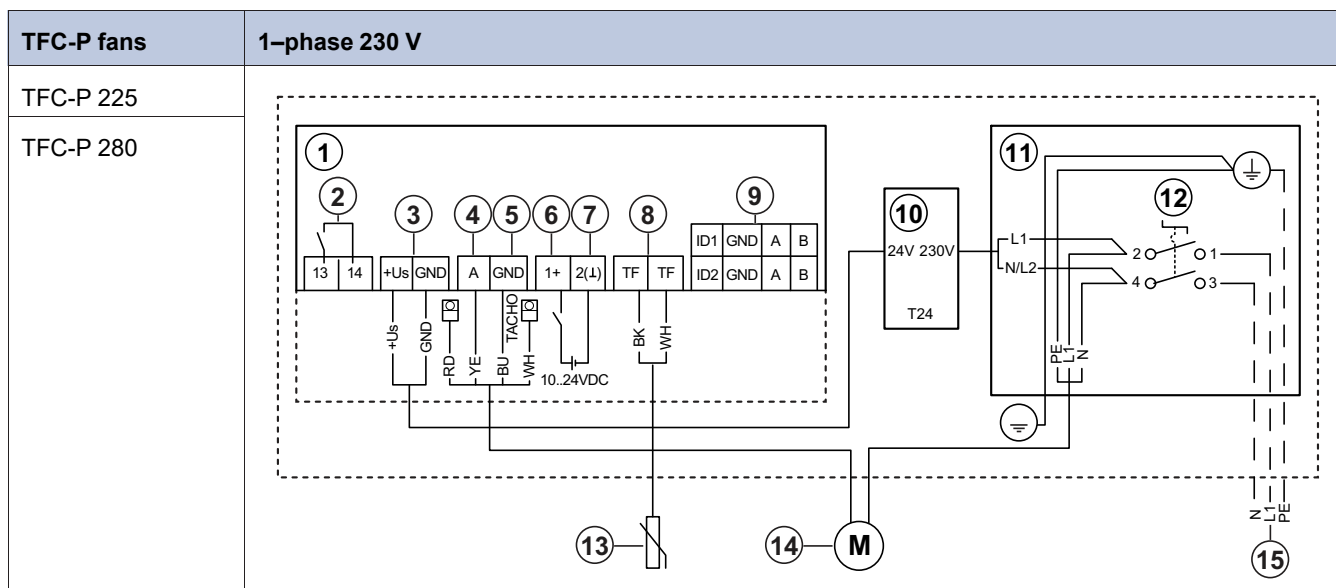 TFC-P fans
1–phase 230 V
TFC-P 225
TFC-P 280
1
11
2
3
4
5
6
7
8
9
10
12
13 14
+Us GND
A GND
1+ 2(⊥)
TF TF
ID1 GND A B
ID2 GND A B
24V 230V
T24
L1
N/L2
2 1
4 3
+Us
GND
RD
YE
BU
TACHO
WH
10..24VDC
BK
WH
PE
L1
N
N
L1
PE
13
14
M
15